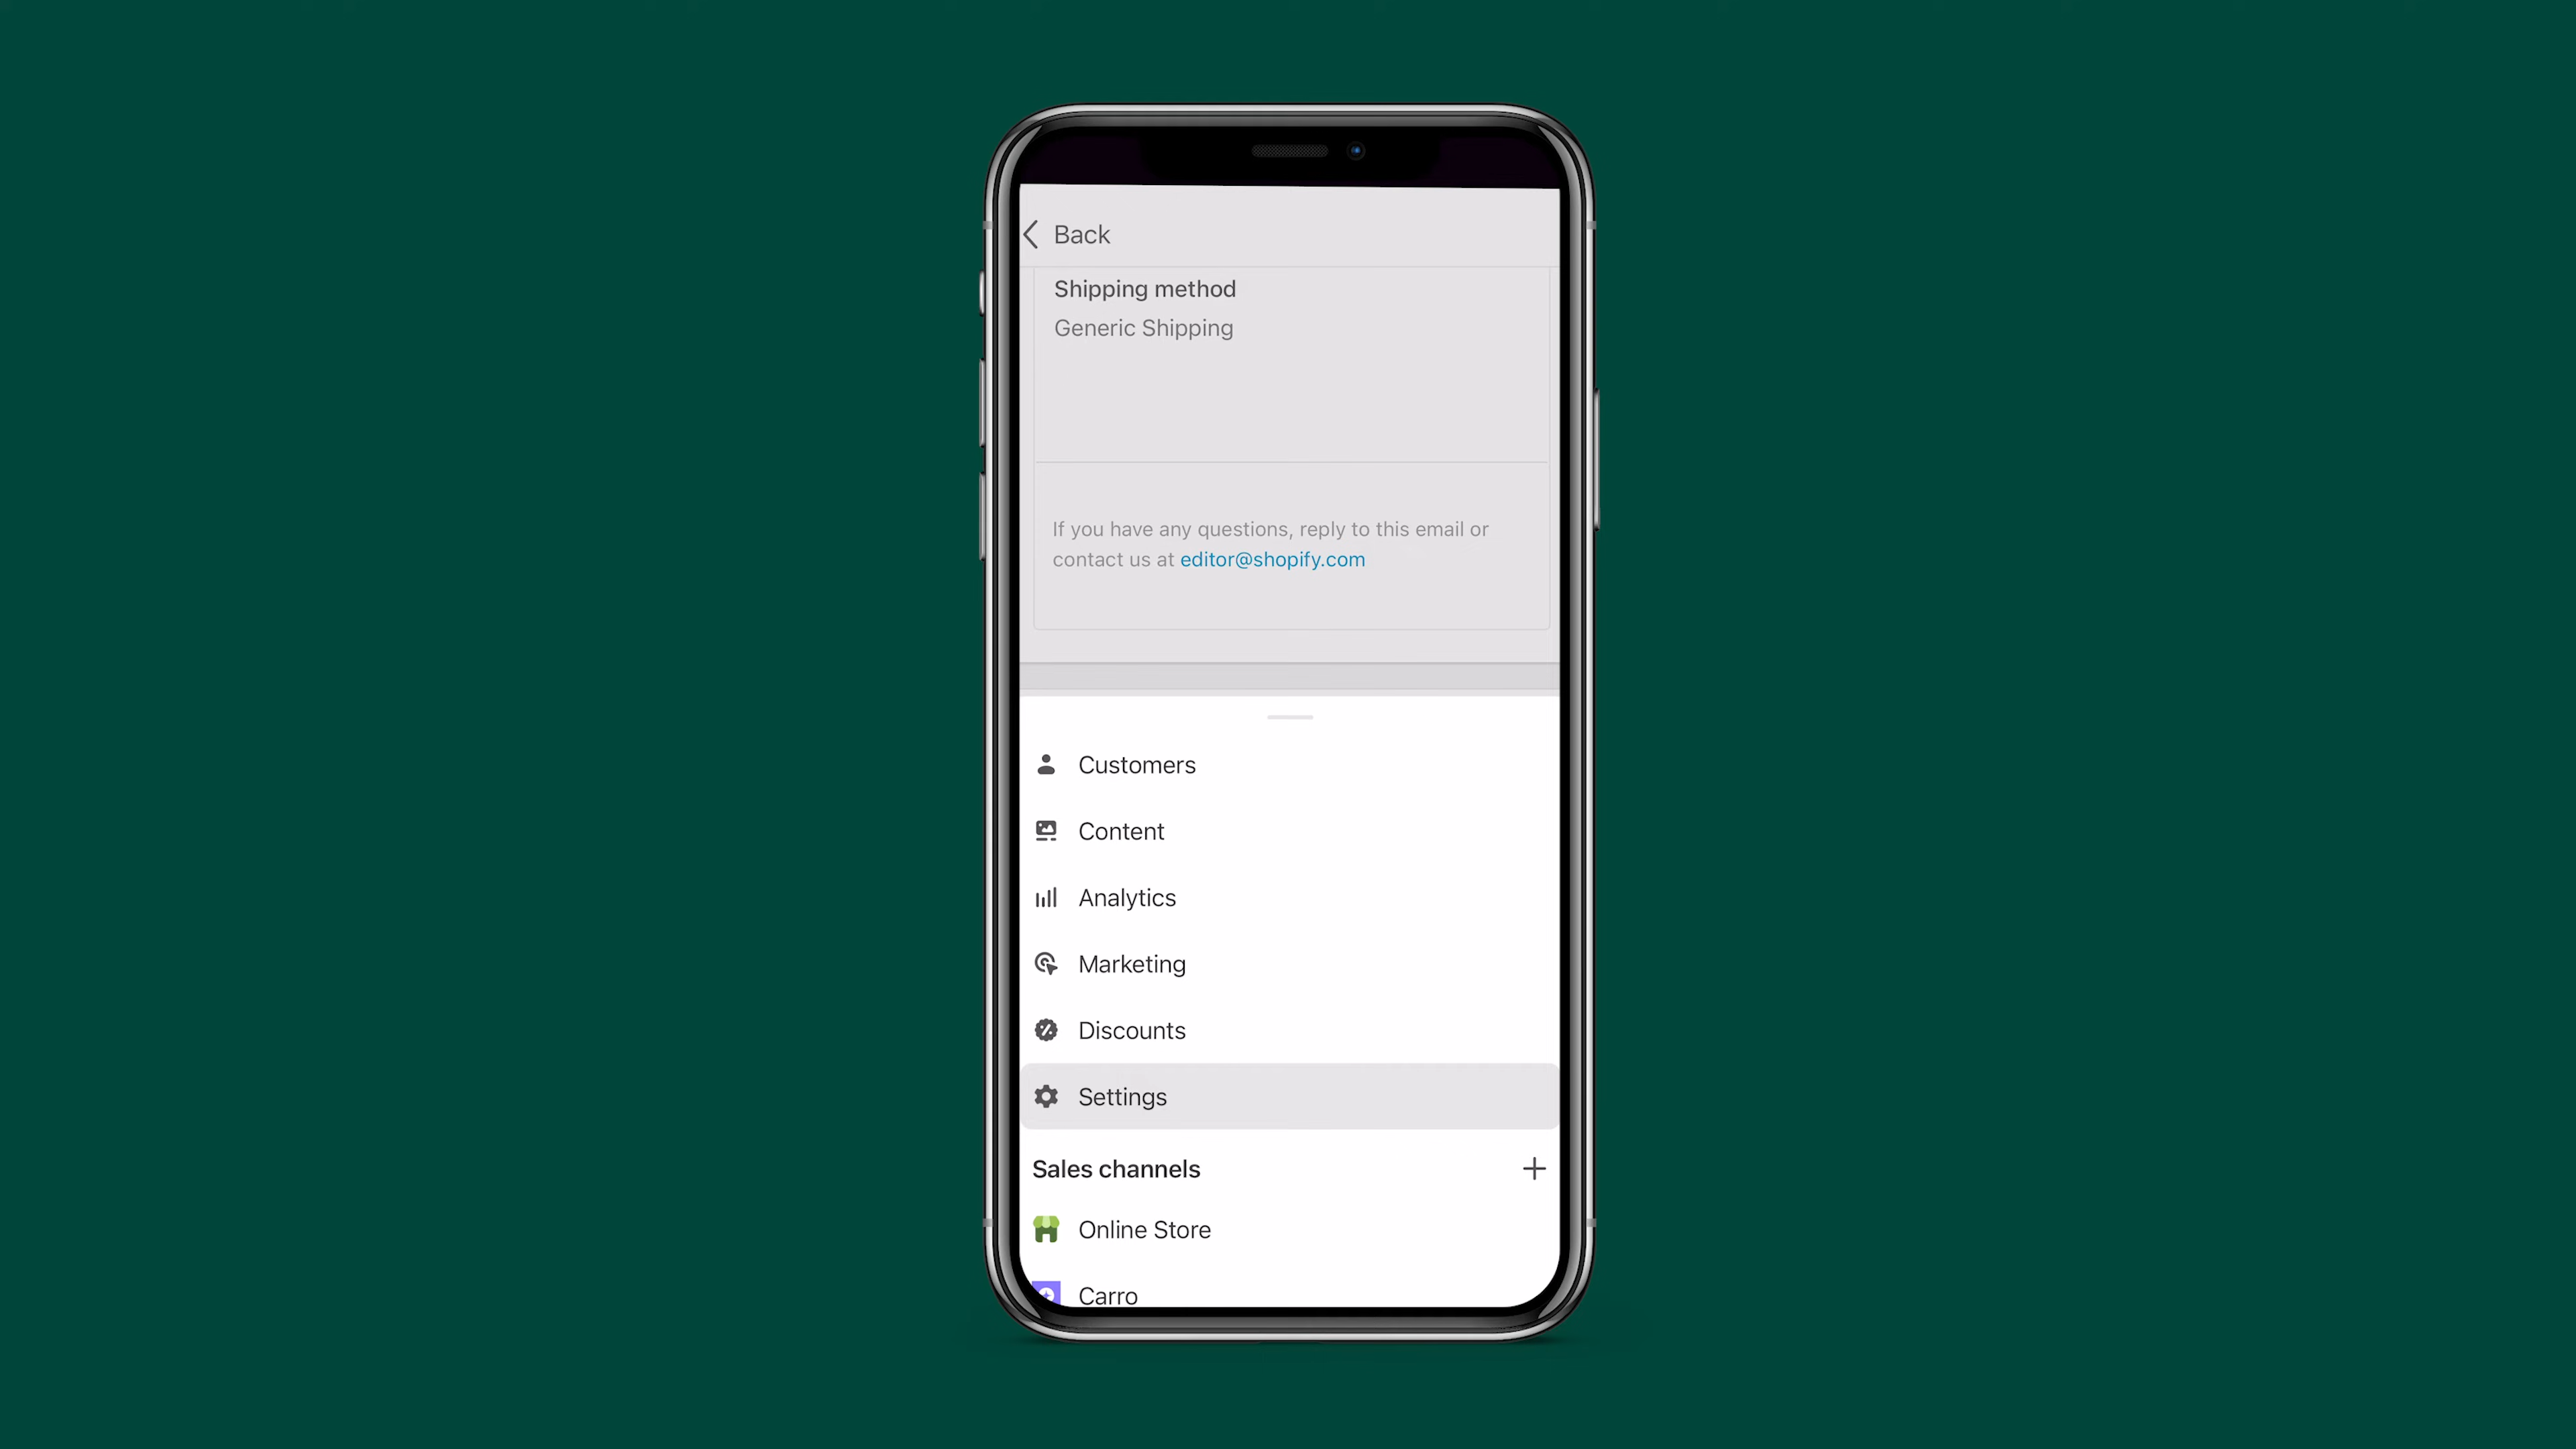 Back
Shipping method
Generic Shipping
If you have any questions, reply to this email or
contact us at editor@shopify.com
Customers
Content
Analytics
Marketing
Discounts
Settings
Sales channels
Online Store
Carro